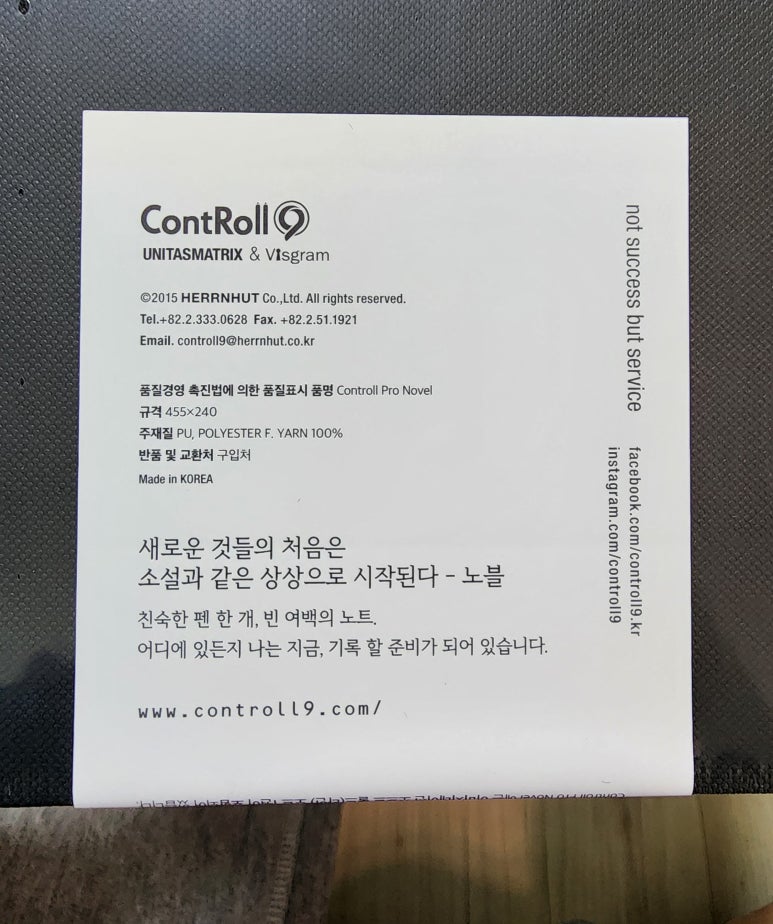 ContRoll 9
UNITASMATRIX & Visgram
©2015 HERRNHUT Co.,Ltd. All rights reserved.
Tel.+82.2.333.0628 Fax. +82.2.51.1921
Email. controll9@herrnhut.co.kr
품질경영 촉진법에 의한 품질표시 품명 Controll Pro Novel
규격 455×240
주재질 PU, POLYESTER F. YARN 100%
반품 및 교환처 구입처
Made in KOREA
새로운 것들의 처음은
소설과 같은 상상으로 시작된다 - 노블
친숙한 펜 한 개, 빈 여백의 노트.
어디에 있든지 나는 지금, 기록 할 준비가 되어 있습니다.
www.controll9.com/
not success but service
facebook.com/controll9.kr
instagram.com/controll9